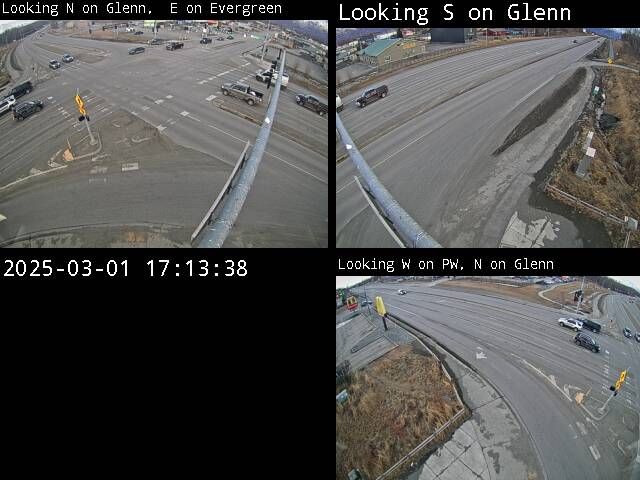 Looking N on Glenn,  E on Evergreen
Looking S on Glenn
2025-03-01 17:13:38
Looking W on PW, N on Glenn